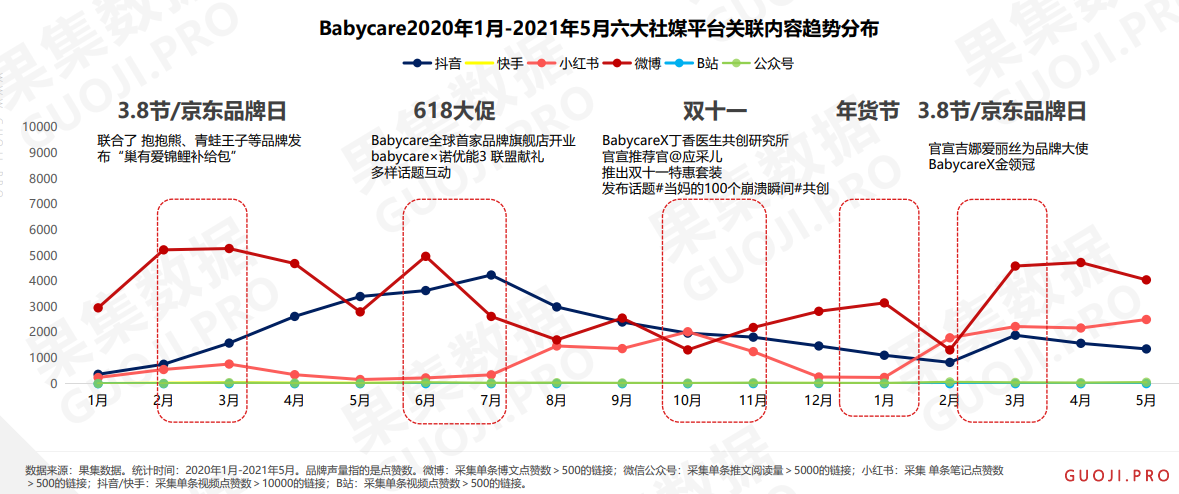 Babycare2020年1月-2021年5月六大社媒平台关联内容趋势分布
抖音 快手 小红书 微博 B站 公众号
3.8节/京东品牌日
联合了 抱抱熊、青蛙王子等品牌发
布“巢有爱锦鲤补给包”
618大促
Babycare全球首家品牌旗舰店开业
babycare×诺优能3 联盟献礼
多样话题互动
双十一
BabycareX丁香医生共创研究所
官宣推荐官@应采儿
推出双十一特惠套装
发布话题#当妈的100个崩溃瞬间#共创
年货节
3.8节/京东品牌日
官宣吉娜爱丽丝为品牌大使
BabycareX金领冠
10000
9000
8000
7000
6000
5000
4000
3000
2000
1000
0
1月 2月 3月 4月 5月 6月 7月 8月 9月 10月 11月 12月 1月 2月 3月 4月 5月
数据来源：果集数据。统计时间：2020年1月-2021年5月。品牌声量指的是点赞数。微博：采集单条博文点赞数＞500的链接；微信公众号：采集单条推文阅读量＞5000的链接；小红书：采集 单条笔记点赞数
＞500的链接；抖音/快手：采集单条视频点赞数＞10000的链接；B站：采集单条视频点赞数＞500的链接。
GUOJI.PRO
果集数据
GUOJI.PRO